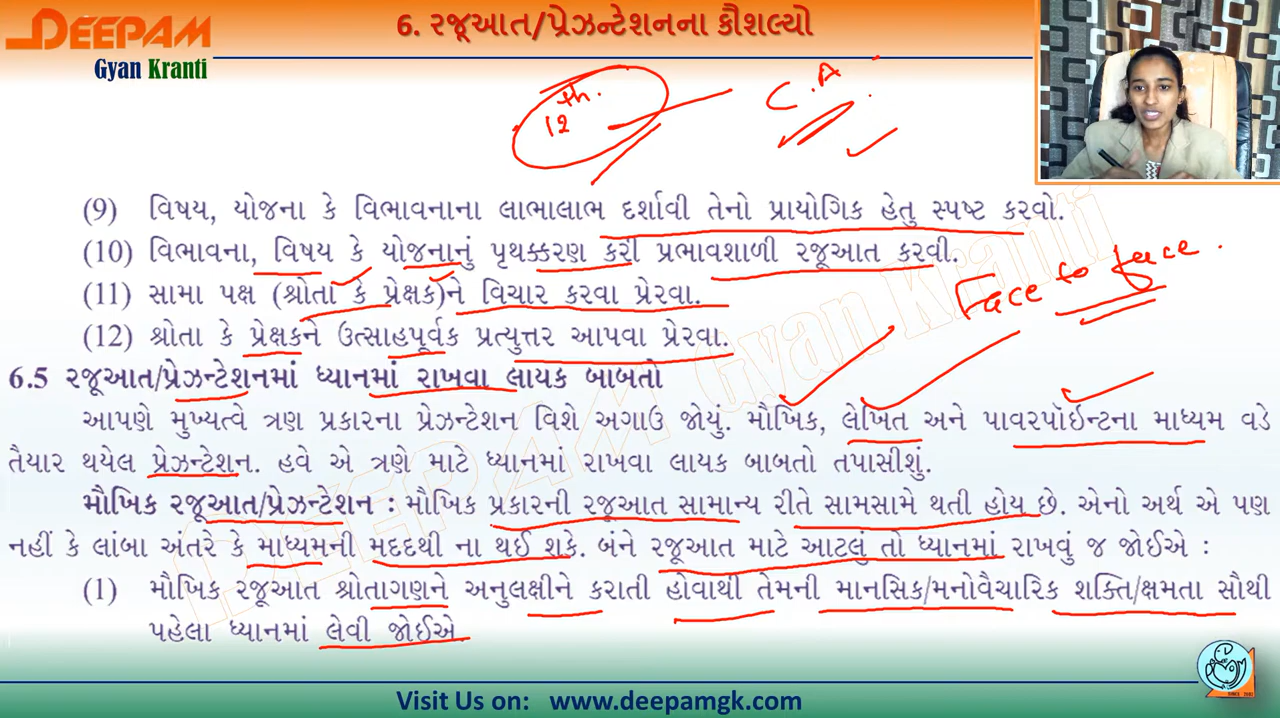 DEEPAM
Gyan Kranti
6. રજૂઆત/પ્રેઝન્ટેશનના કૌશલ્યો
12 th.
C.A.
(9) વિષય, યોજના કે વિભાવનાના લાભાલાભ દર્શાવી તેનો પ્રાયોગિક હેતુ સ્પષ્ટ કરવો.
(10) વિભાવના, વિષય કે યોજનાનું પૃથક્કરણ કરી પ્રભાવશાળી રજૂઆત કરવી.
(11) સામા પક્ષ (શ્રોતા કે પ્રેક્ષક)ને વિચાર કરવા પ્રેરવા.
Face to face.
(12) શ્રોતા કે પ્રેક્ષકને ઉત્સાહપૂર્વક પ્રત્યુત્તર આપવા પ્રેરવા.
6.5 રજૂઆત/પ્રેઝન્ટેશનમાં ધ્યાનમાં રાખવા લાયક બાબતો
આપણે મુખ્યત્વે ત્રણ પ્રકારના પ્રેઝન્ટેશન વિશે અગાઉ જોયું. મૌખિક, લેખિત અને પાવરપૉઇન્ટના માધ્યમ વડે
તૈયાર થયેલ પ્રેઝન્ટેશન. હવે એ ત્રણે માટે ધ્યાનમાં રાખવા લાયક બાબતો તપાસીશું.
મૌખિક રજૂઆત/પ્રેઝન્ટેશન : મૌખિક પ્રકારની રજૂઆત સામાન્ય રીતે સામસામે થતી હોય છે. એનો અર્થ એ પણ
નહીં કે લાંબા અંતરે કે માધ્યમની મદદથી ના થઈ શકે. બંને રજૂઆત માટે આટલું તો ધ્યાનમાં રાખવું જ જોઈએ :
(1) મૌખિક રજૂઆત શ્રોતાગણને અનુલક્ષીને કરાતી હોવાથી તેમની માનસિક/મનોવૈચારિક શક્તિ/ક્ષમતા સૌથી
પહેલા ધ્યાનમાં લેવી જોઈએ
DEEPAM Gyan Kranti
Visit Us on: www.deepamgk.com